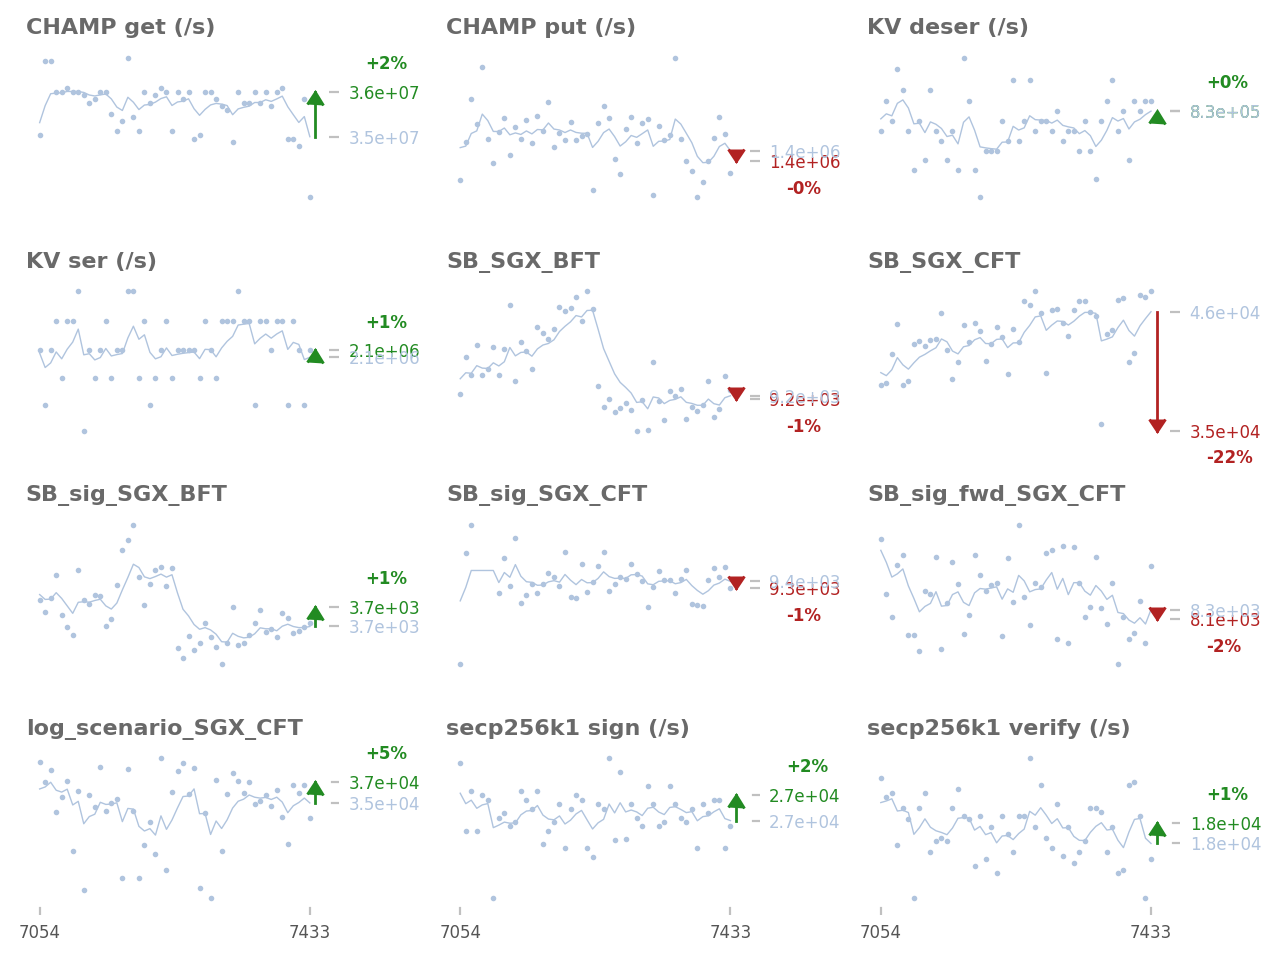 CHAMP get (/s)
+2%
3.6e+07
3.5e+07
CHAMP put (/s)
1.4e+06
1.4e+06
-0%
KV deser (/s)
+0%
8.3e+05
KV ser (/s)
+1%
2.1e+06
2.1e+06
SB_SGX_BFT
9.2e+03
9.2e+03
-1%
SB_SGX_CFT
4.6e+04
3.5e+04
-22%
SB_sig_SGX_BFT
+1%
3.7e+03
3.7e+03
SB_sig_SGX_CFT
9.4e+03
9.3e+03
-1%
SB_sig_fwd_SGX_CFT
8.3e+03
8.1e+03
-2%
log_scenario_SGX_CFT
+5%
3.7e+04
3.5e+04
7054
7433
secp256k1 sign (/s)
+2%
2.7e+04
2.7e+04
7054
7433
secp256k1 verify (/s)
+1%
1.8e+04
1.8e+04
7054
7433